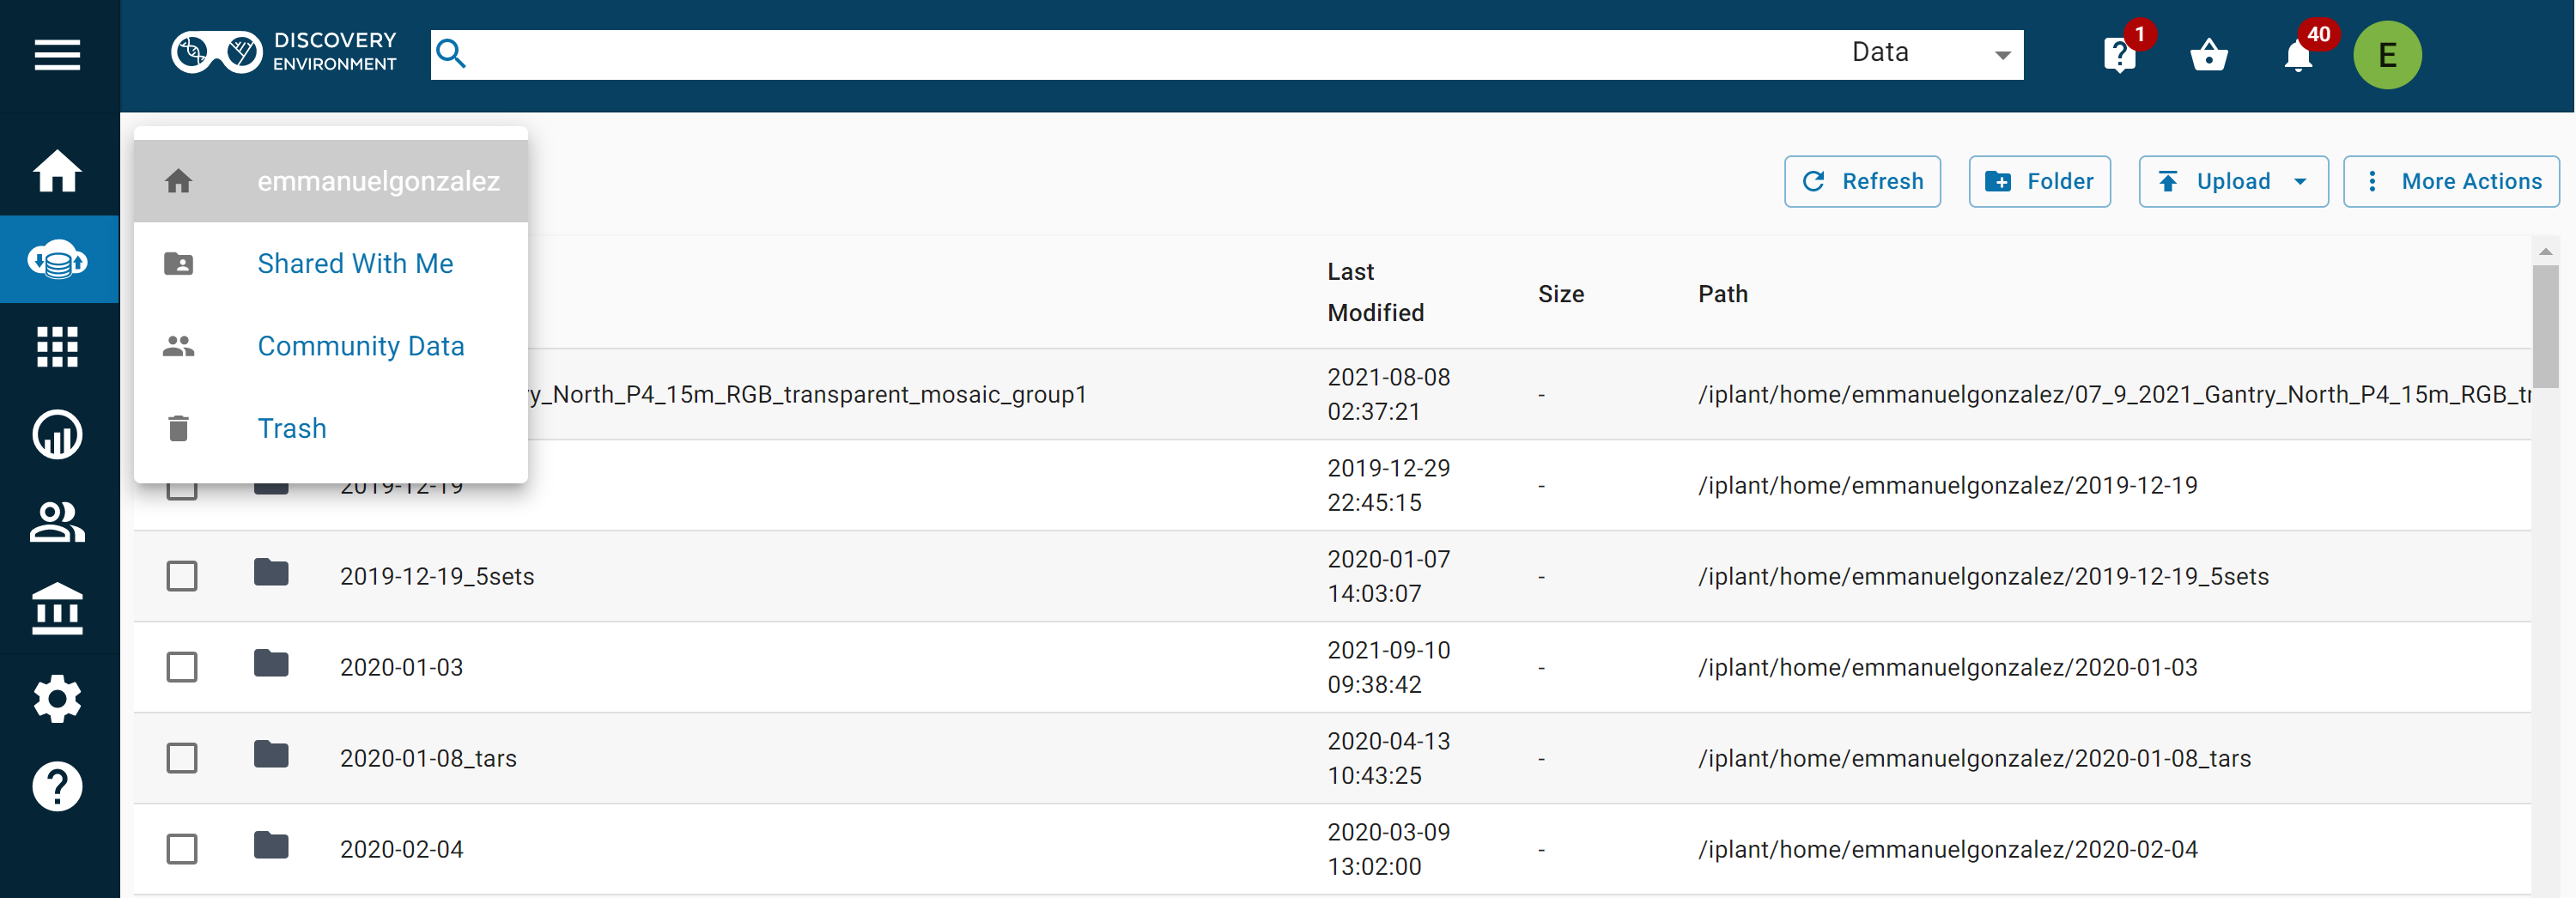 DISCOVERY
ENVIRONMENT
Data
1
40
E
emmanuelgonzalez
Shared With Me
Community Data
Trash
Refresh
Folder
Upload
More Actions
Last
Modified
Size
Path
ry_North_P4_15m_RGB_transparent_mosaic_group1
2021-08-08
02:37:21
-
/iplant/home/emmanuelgonzalez/07_9_2021_Gantry_North_P4_15m_RGB_tr
2019-12-19
2019-12-29
22:45:15
-
/iplant/home/emmanuelgonzalez/2019-12-19
2019-12-19_5sets
2020-01-07
14:03:07
-
/iplant/home/emmanuelgonzalez/2019-12-19_5sets
2020-01-03
2021-09-10
09:38:42
-
/iplant/home/emmanuelgonzalez/2020-01-03
2020-01-08_tars
2020-04-13
10:43:25
-
/iplant/home/emmanuelgonzalez/2020-01-08_tars
2020-02-04
2020-03-09
13:02:00
-
/iplant/home/emmanuelgonzalez/2020-02-04